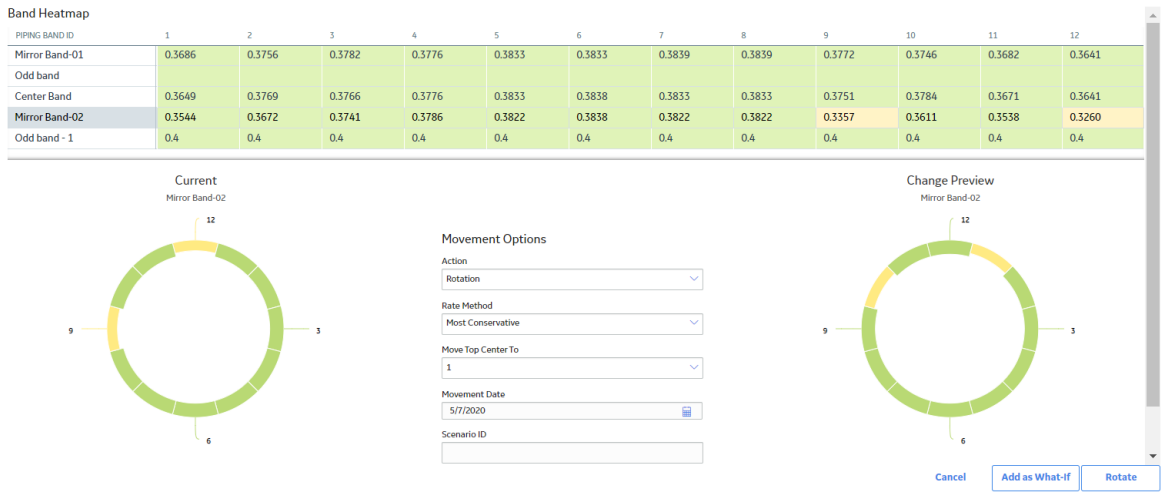 Band Heatmap
PIPING BAND ID 1 2 3 4 5 6 7 8 9 10 11 12
Mirror Band-01 0.3686 0.3756 0.3782 0.3776 0.3833 0.3833 0.3839 0.3839 0.3772 0.3746 0.3682 0.3641
Odd band
Center Band 0.3649 0.3769 0.3766 0.3776 0.3833 0.3838 0.3833 0.3833 0.3751 0.3784 0.3671 0.3641
Mirror Band-02 0.3544 0.3672 0.3741 0.3786 0.3822 0.3838 0.3822 0.3822 0.3357 0.3611 0.3538 0.3260
Odd band - 1 0.4 0.4 0.4 0.4 0.4 0.4 0.4 0.4 0.4 0.4 0.4 0.4
Current
Mirror Band-02
12
9
3
6
Movement Options
Action
Rotation
Rate Method
Most Conservative
Move Top Center To
1
Movement Date
5/7/2020
Scenario ID
Change Preview
Mirror Band-02
12
9
3
6
Cancel Add as What-If Rotate